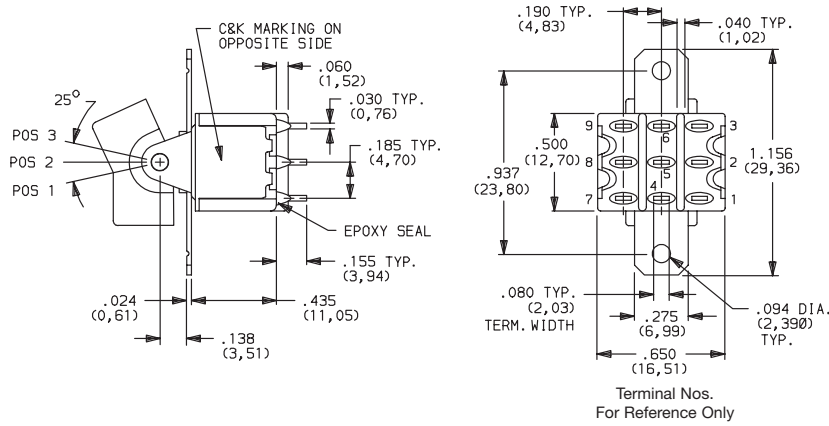 C&K MARKING ON
OPPOSITE SIDE
.060
(1,52)
.030 TYP.
(0,76)
25°
POS 3
POS 2
POS 1
.185 TYP.
(4,70)
EPOXY SEAL
.155 TYP.
(3,94)
.024
(0,61)
.435
(11,05)
.138
(3,51)
.190 TYP.
(4,83)
.040 TYP.
(1,02)
9
6
3
.500
(12,70)
8
5
2
1.156
(29,36)
.937
(23,80)
7
4
1
.080 TYP.
(2,03)
TERM. WIDTH
.275
(6,99)
.094 DIA.
(2,390)
TYP.
.650
(16,51)
Terminal Nos.
For Reference Only